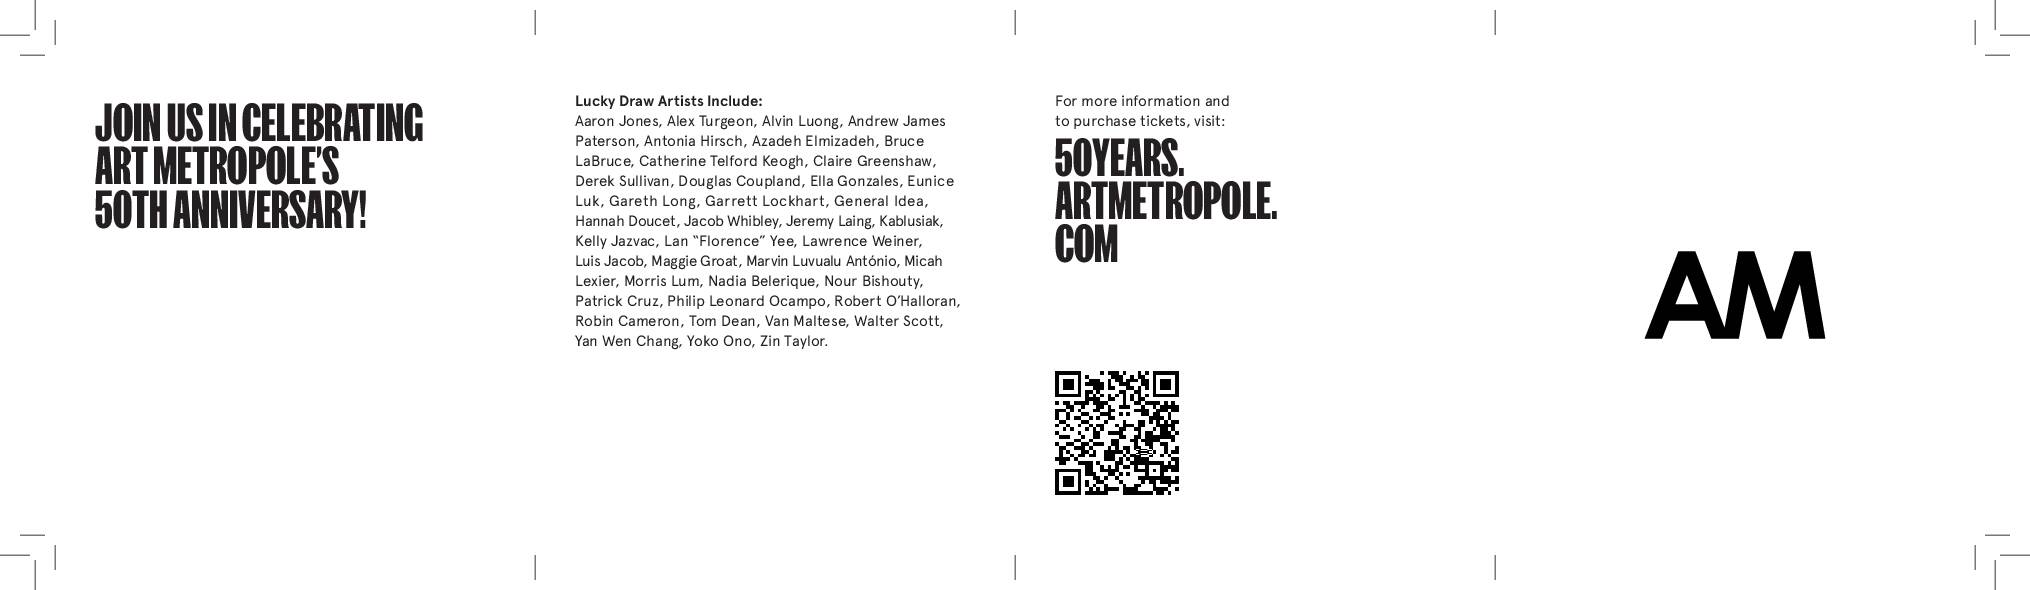 JOIN US IN CELEBRATING
ART METROPOLE’S
50TH ANNIVERSARY!
Lucky Draw Artists Include:
Aaron Jones, Alex Turgeon, Alvin Luong, Andrew James
Paterson, Antonia Hirsch, Azadeh Elmizadeh, Bruce
LaBruce, Catherine Telford Keogh, Claire Greenshaw,
Derek Sullivan, Douglas Coupland, Ella Gonzales, Eunice
Luk, Gareth Long, Garrett Lockhart, General Idea,
Hannah Doucet, Jacob Whibley, Jeremy Laing, Kablusiak,
Kelly Jazvac, Lan “Florence” Yee, Lawrence Weiner,
Luis Jacob, Maggie Groat, Marvin Luvualu António, Micah
Lexier, Morris Lum, Nadia Belerique, Nour Bishouty,
Patrick Cruz, Philip Leonard Ocampo, Robert O’Halloran,
Robin Cameron, Tom Dean, Van Maltese, Walter Scott,
Yan Wen Chang, Yoko Ono, Zin Taylor.
For more information and
to purchase tickets, visit:
50YEARS.
ARTMETROPOLE.
COM
AM